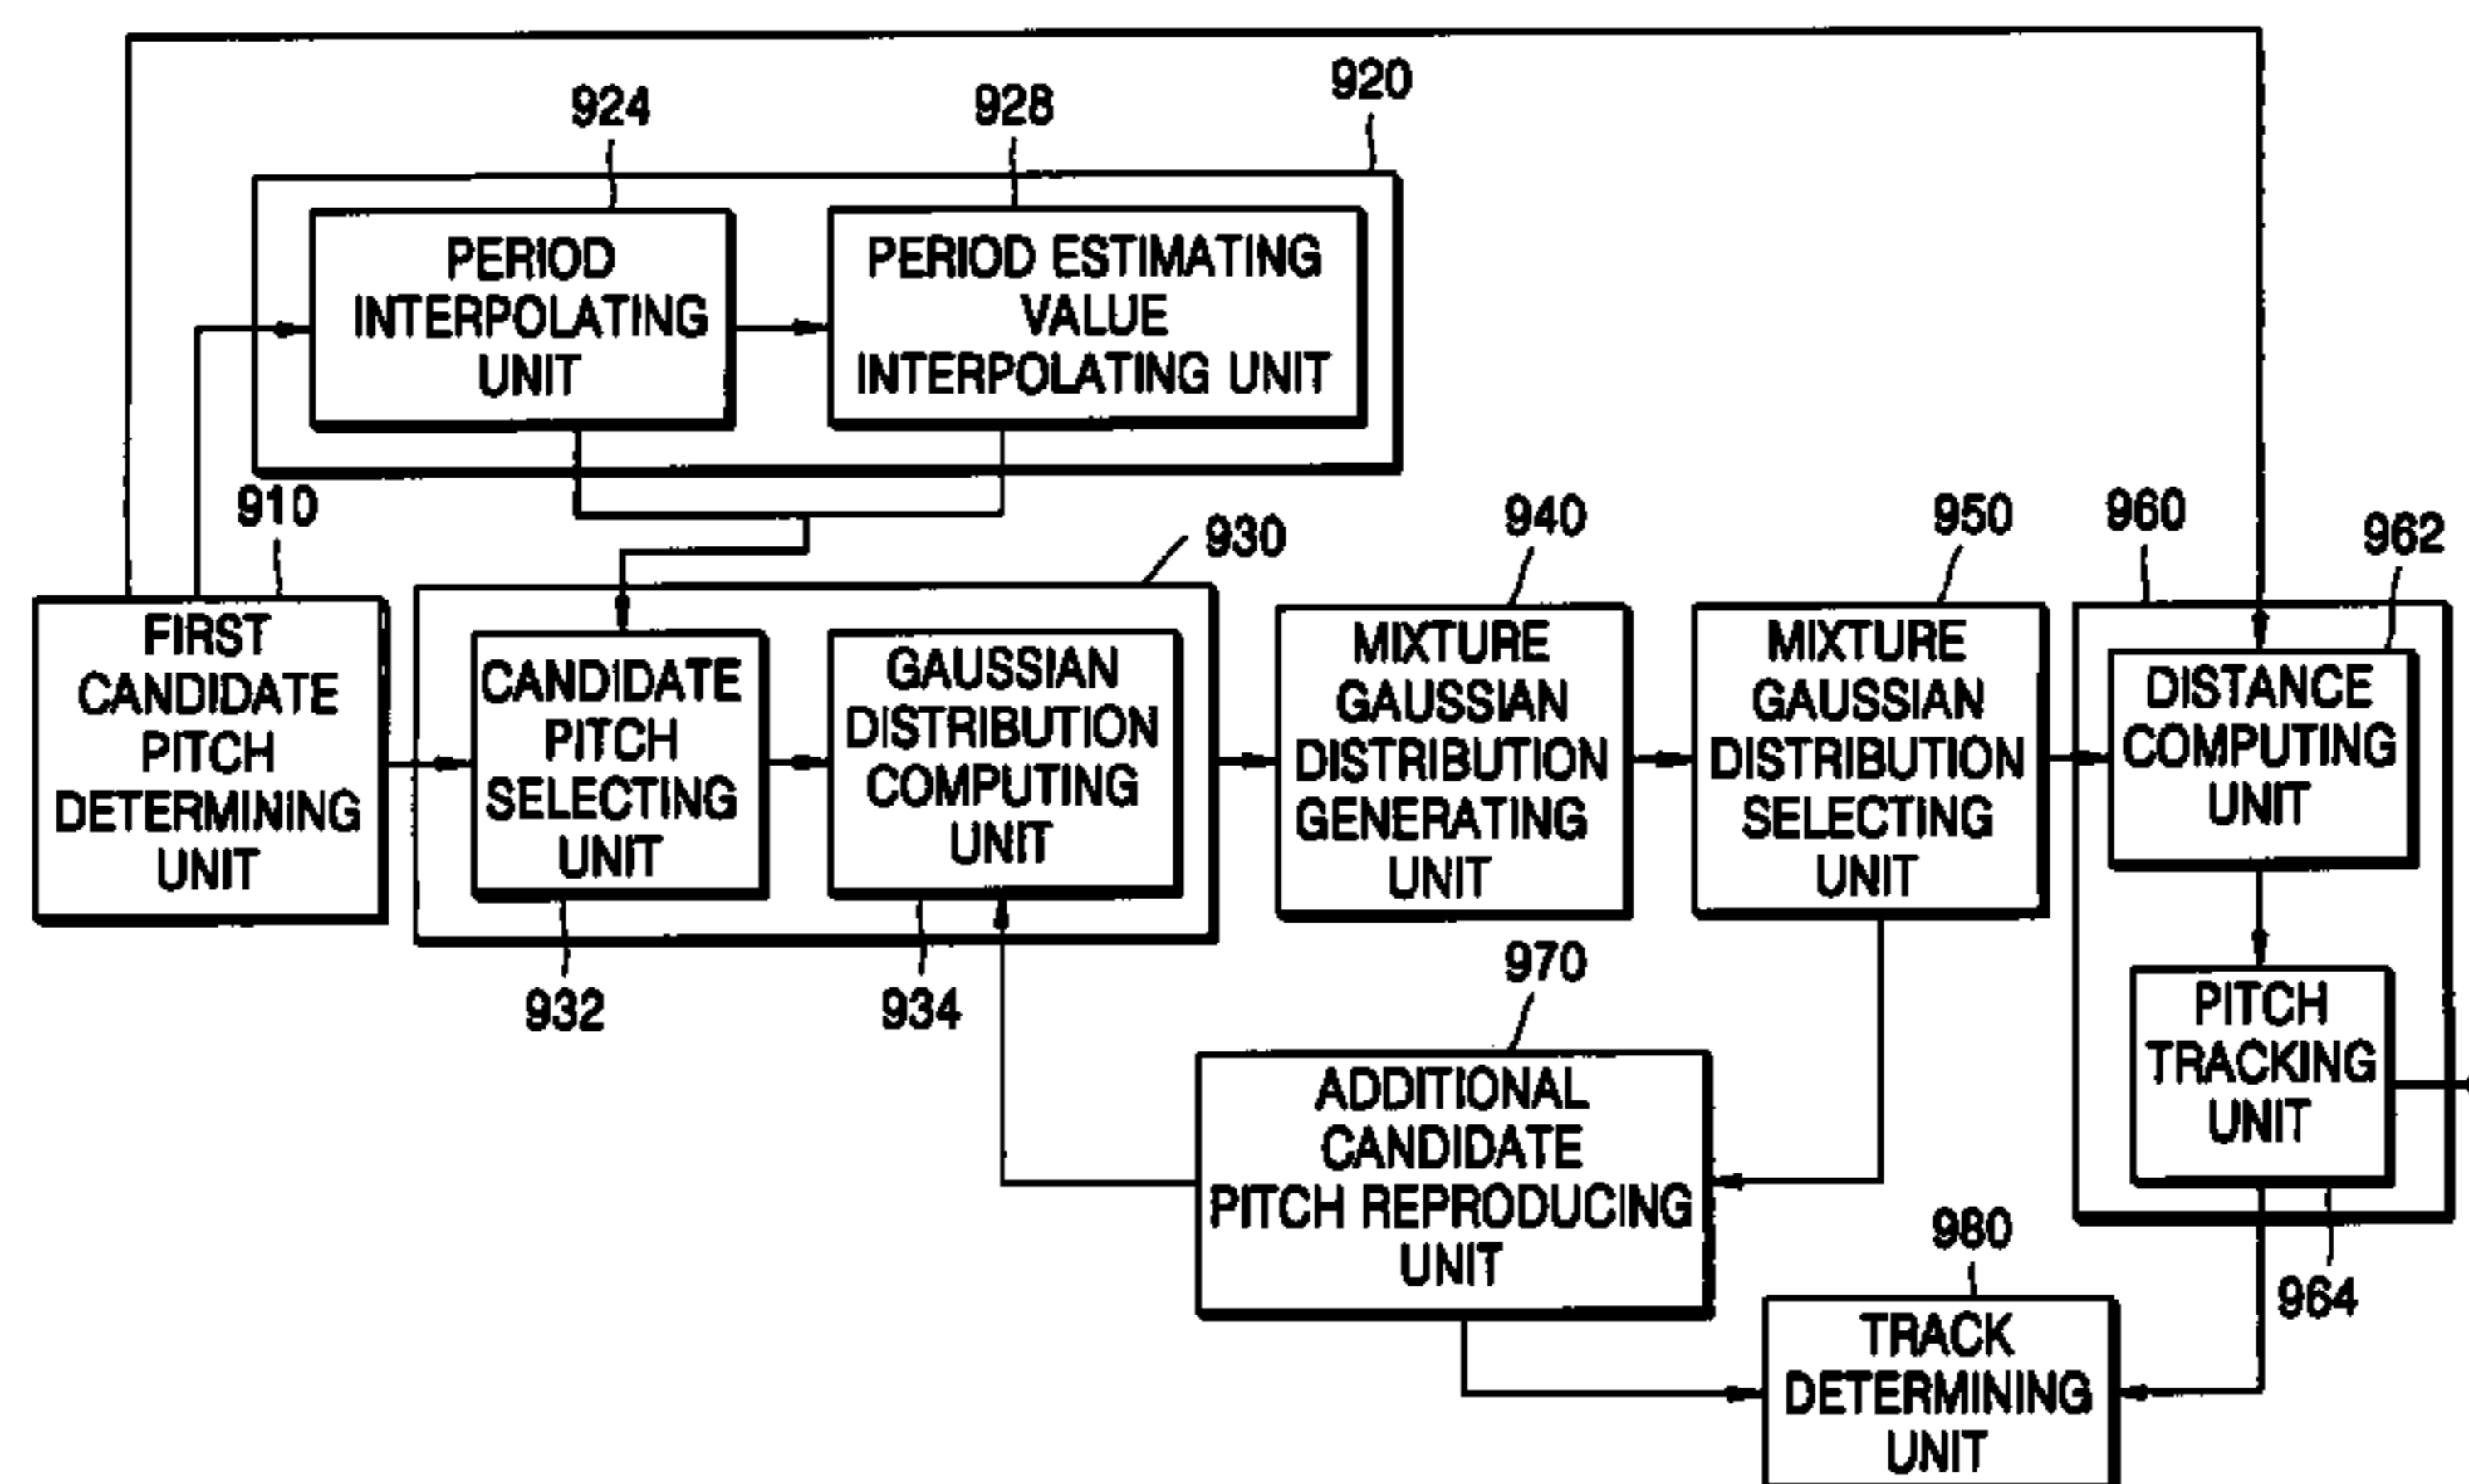 920
924
928
PERIOD
INTERPOLATING
UNIT
PERIOD ESTIMATING
VALUE
INTERPOLATING UNIT
910
930
940
950
960
962
FIRST
CANDIDATE
PITCH
DETERMINING
UNIT
CANDIDATE
PITCH
SELECTING
UNIT
GAUSSIAN
DISTRIBUTION
COMPUTING
UNIT
MIXTURE
GAUSSIAN
DISTRIBUTION
GENERATING
UNIT
MIXTURE
GAUSSIAN
DISTRIBUTION
SELECTING
UNIT
DISTANCE
COMPUTING
UNIT
932
934
970
PITCH
TRACKING
UNIT
ADDITIONAL
CANDIDATE
PITCH REPRODUCING
UNIT
980
964
TRACK
DETERMINING
UNIT